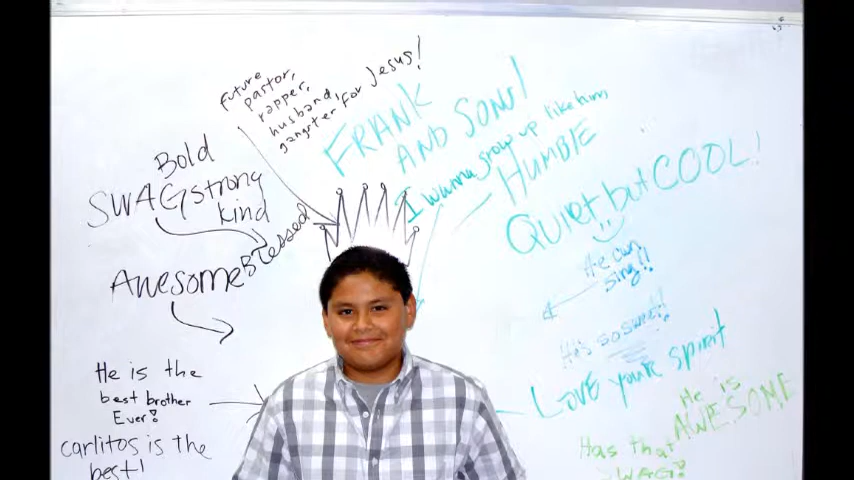 future
pastor,
rapper,
husband,
gangster for Jesus!
FRANK
AND SONU!
I wanna grow up like him
HUMBLE
Bold
SWAG strong
kind
Blessed
QUIET but COOL!
Awesome
He can
sing!!
He's so sweet!!
LOVE your spirit
He is the
best brother
Ever!
carlitos is the
best!
He is
AWESOME
Has that
SWAG?